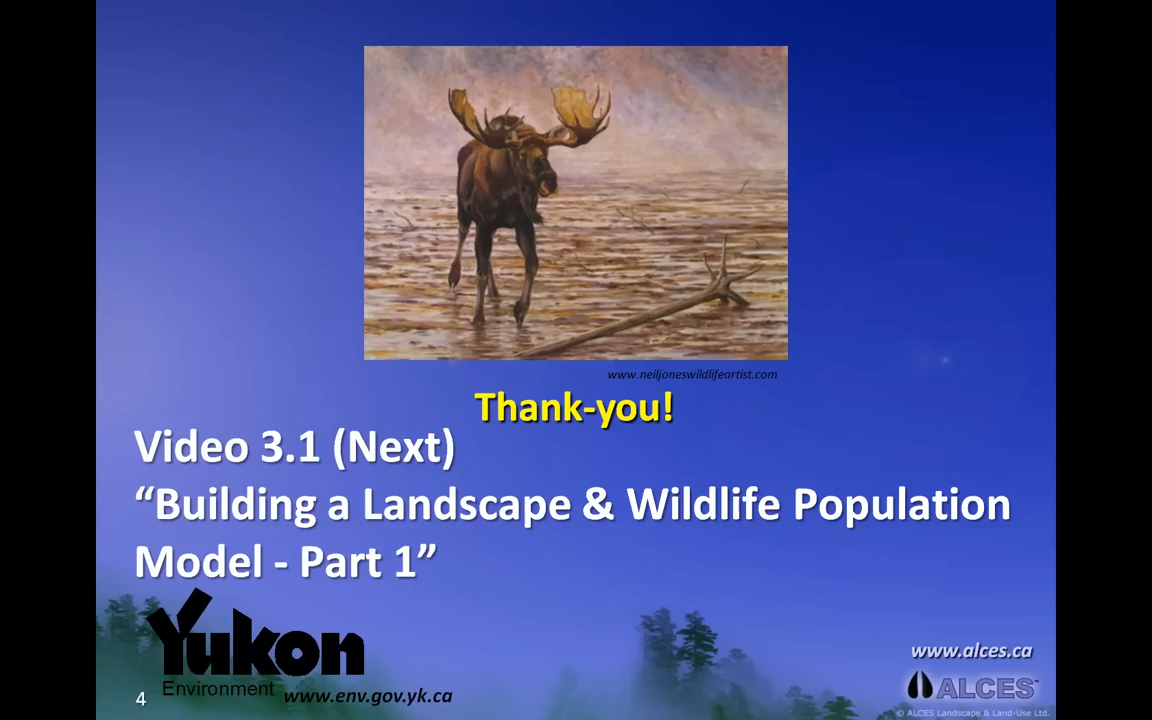 www.neiljoneswildlifeartist.com
Thank-you!
Video 3.1 (Next)
“Building a Landscape & Wildlife Population
Model - Part 1”
Yukon
Environment
www.env.gov.yk.ca
4
www.alces.ca
ALCES™
© ALCES Landscape & Land-Use Ltd.